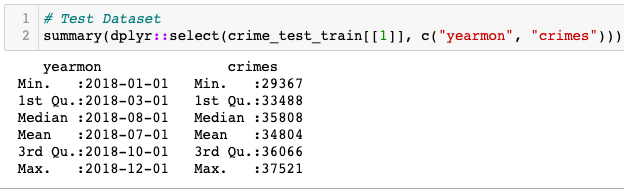 1 # Test Dataset
2 summary(dplyr::select(crime_test_train[[1]], c("yearmon", "crimes")))
yearmon crimes
Min. :2018-01-01 Min. :29367
1st Qu.:2018-03-01 1st Qu.:33488
Median :2018-08-01 Median :35808
Mean :2018-07-01 Mean :34804
3rd Qu.:2018-10-01 3rd Qu.:36066
Max. :2018-12-01 Max. :37521